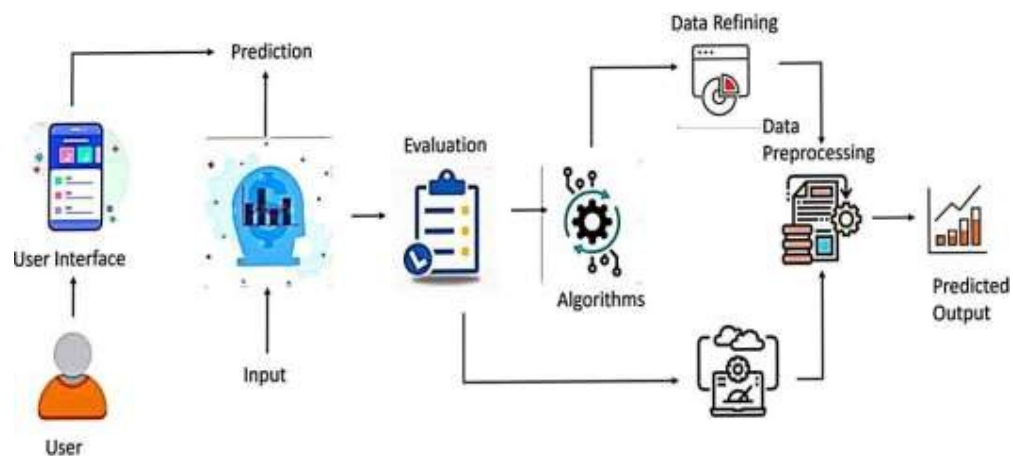 Data Refining
Prediction
Evaluation
Data
Preprocessing
User Interface
Algorithms
Predicted
Output
Input
User